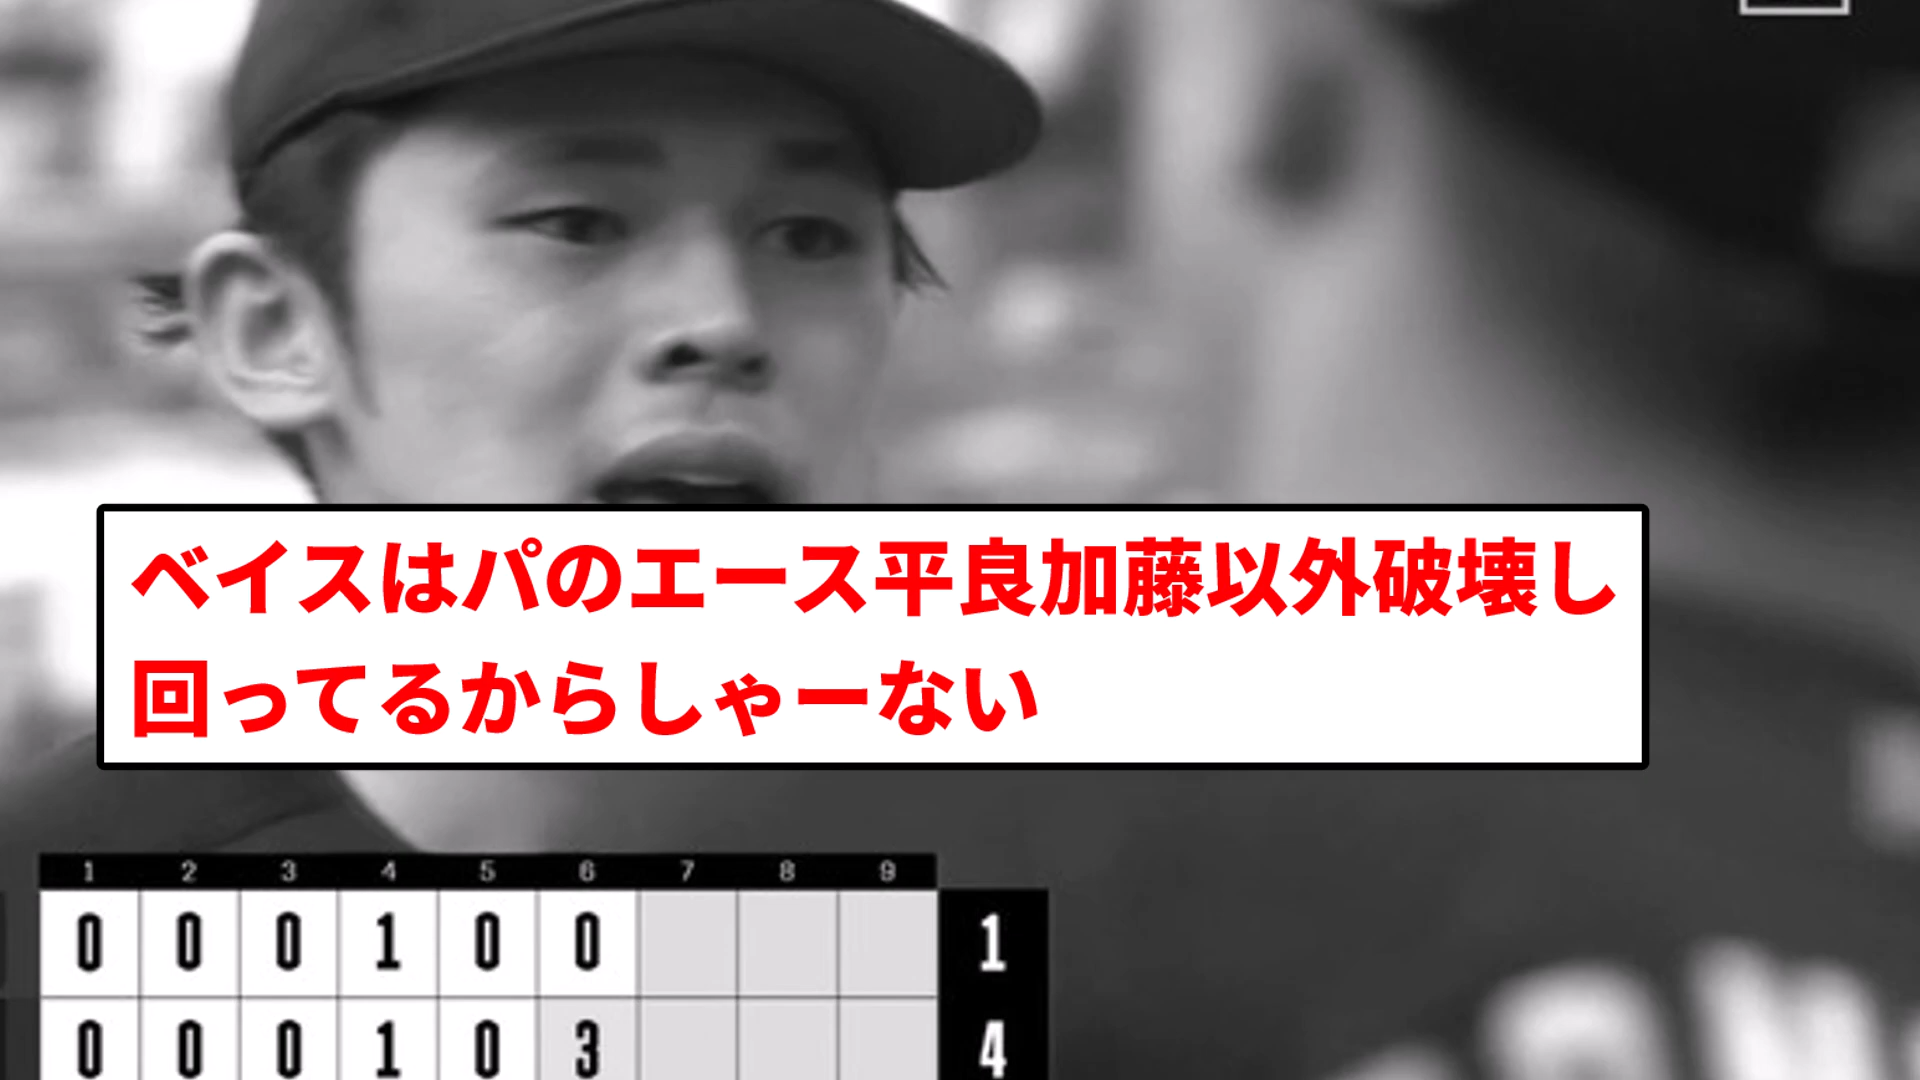 ベイスはパのエース平良加藤以外破壊し
回ってるからしゃーない
1 2 3 4 5 6 7 8 9
0 0 0 1 0 0 1
0 0 0 1 0 3 4